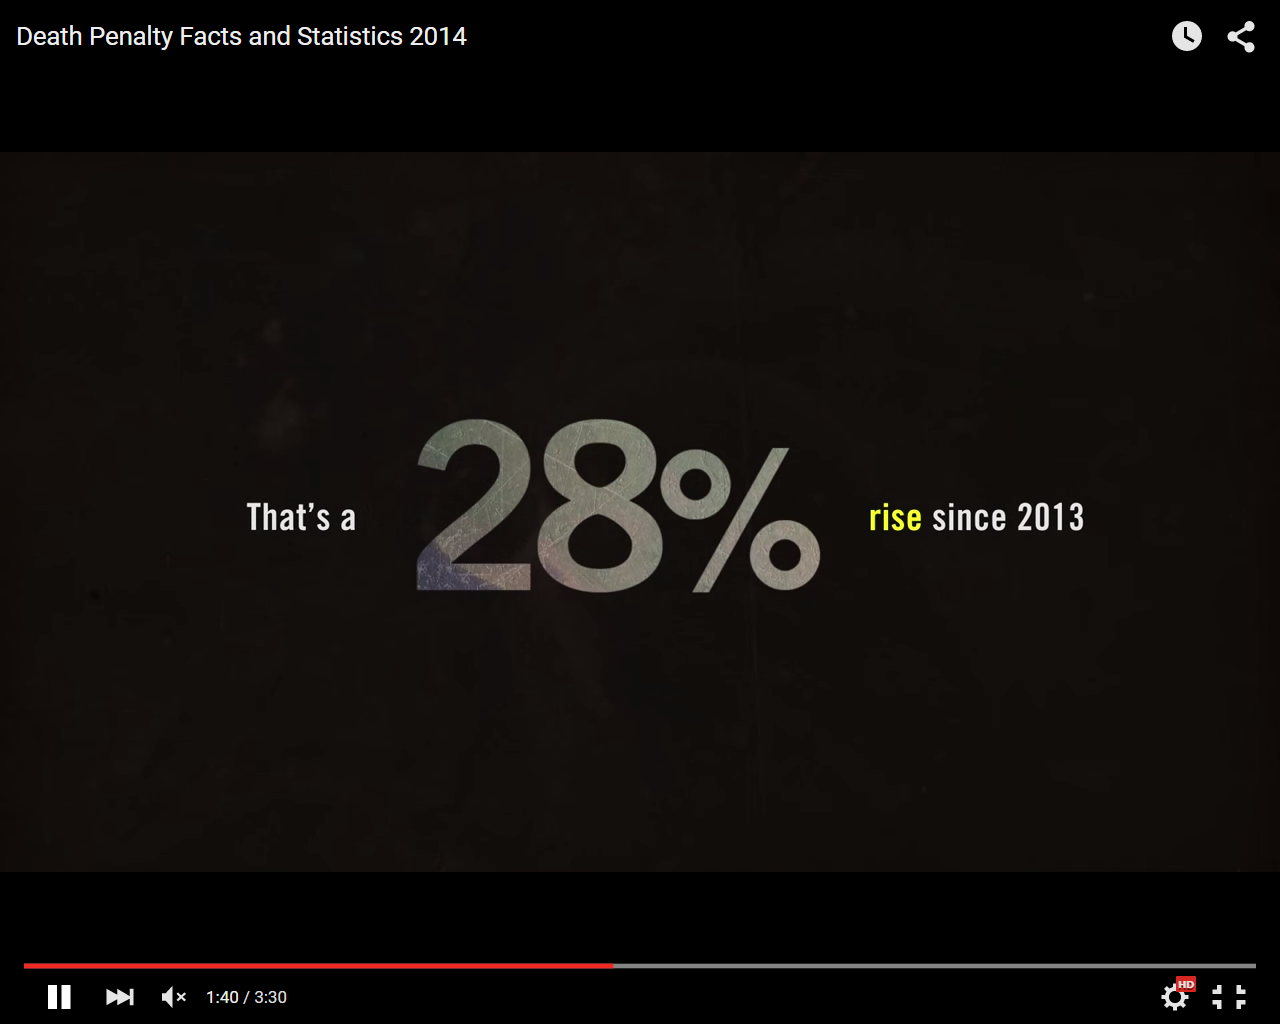 Death Penalty Facts and Statistics 2014
That's a 28% rise since 2013
1:40 / 3:30
HD